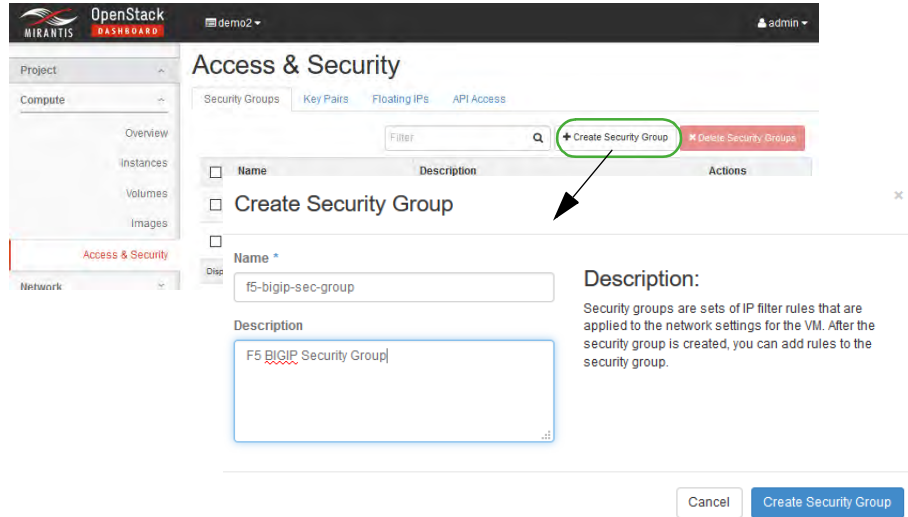 MIRANTIS
OpenStack
DASHBOARD
demo2
admin
Project
Compute
Overview
Instances
Volumes
Images
Access & Security
Network
Access & Security
Security Groups Key Pairs Floating IPs API Access
Filter
+ Create Security Group
✖ Delete Security Groups
Name Description Actions
Disp
Create Security Group
×
Name *
f5-bigip-sec-group
Description
F5 BIGIP Security Group
Description:
Security groups are sets of IP filter rules that are
applied to the network settings for the VM. After the
security group is created, you can add rules to the
security group.
Cancel
Create Security Group